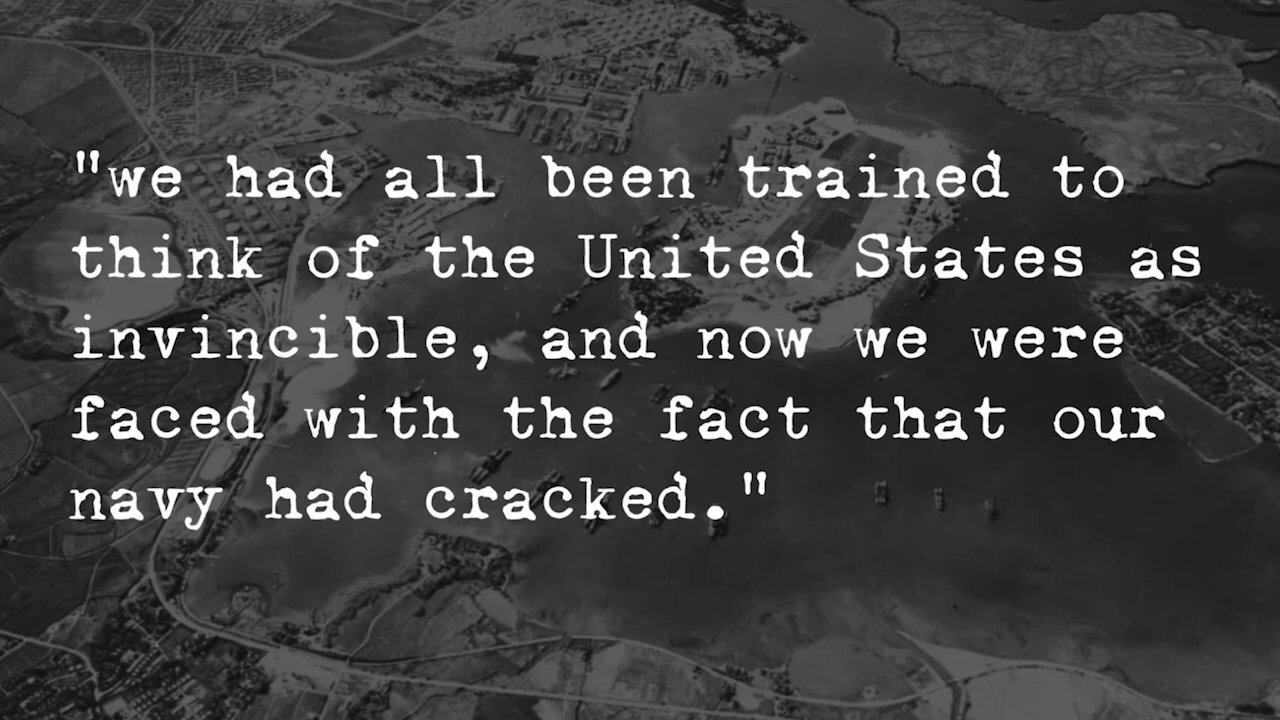 "we had all been trained to
think of the United States as
invincible, and now we were
faced with the fact that our
navy had cracked."